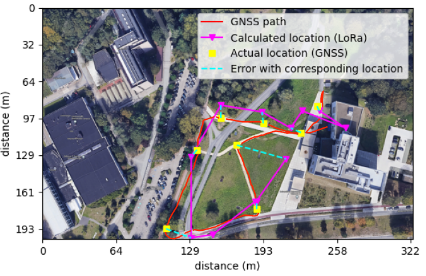 GNSS path
Calculated location (LoRa)
Actual location (GNSS)
Error with corresponding location
distance (m)
0
32
64
97
129
161
193
0 64 129 193 258 322
distance (m)